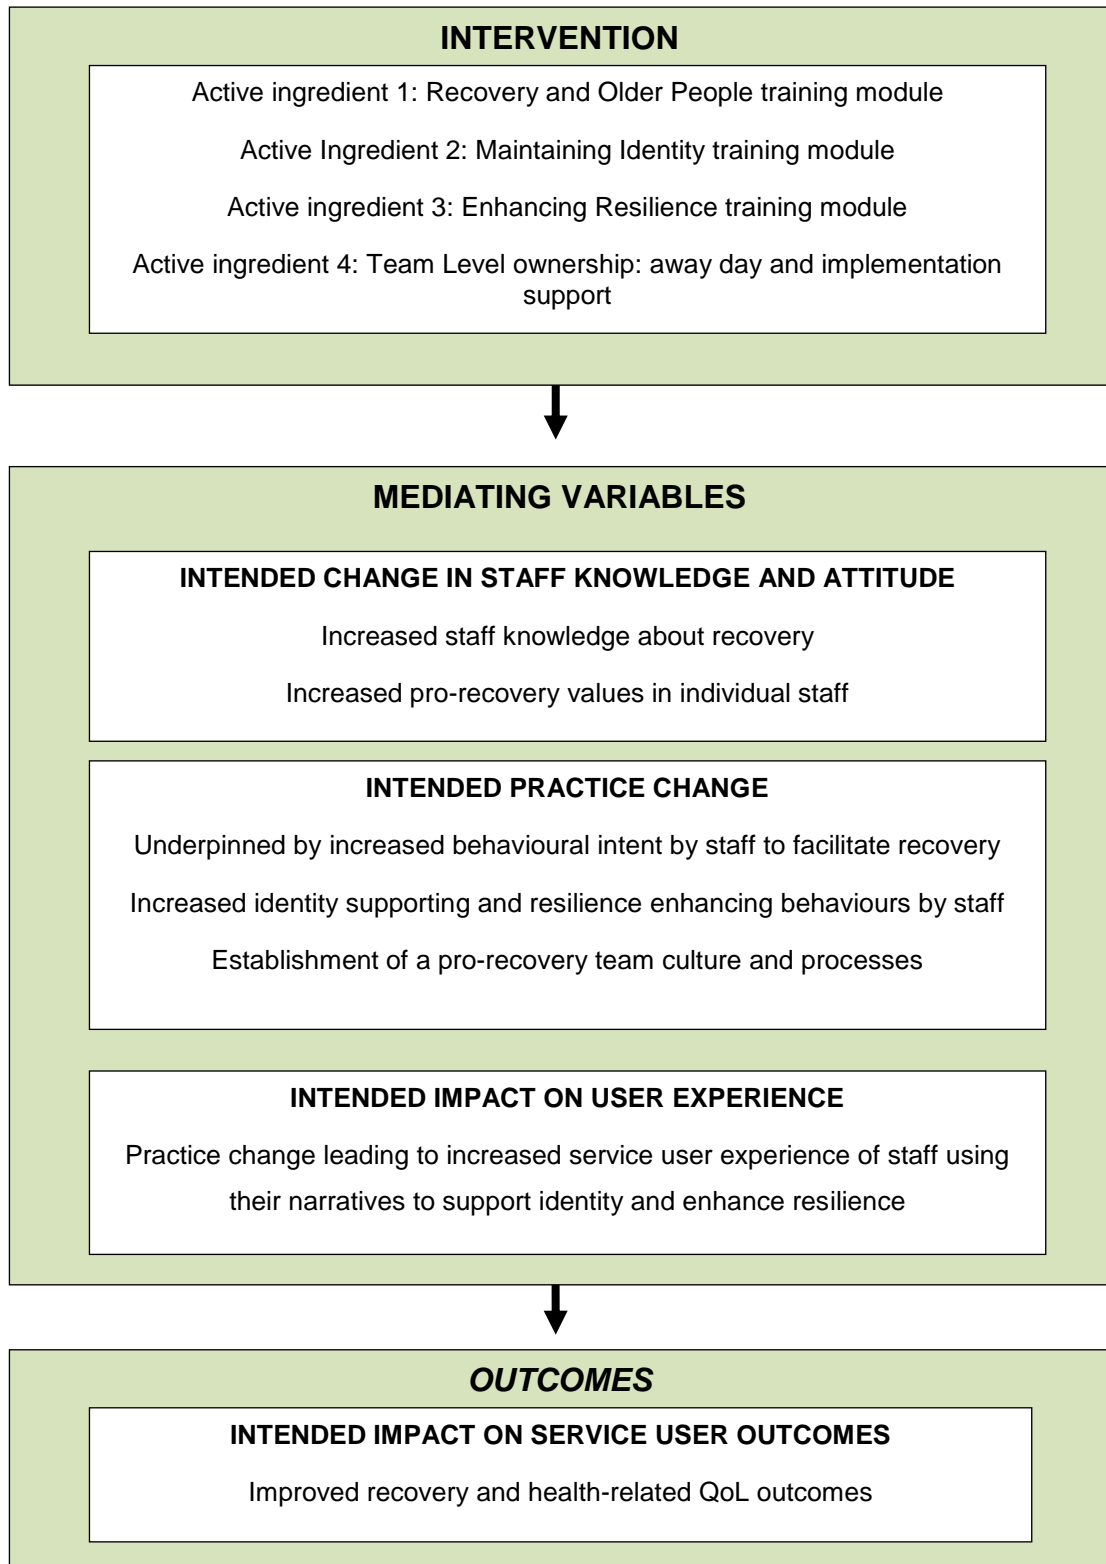 INTERVENTION
Active ingredient 1: Recovery and Older People training module
Active Ingredient 2: Maintaining Identity training module
Active ingredient 3: Enhancing Resilience training module
Active ingredient 4: Team Level ownership: away day and implementation
support
MEDIATING VARIABLES
INTENDED CHANGE IN STAFF KNOWLEDGE AND ATTITUDE
Increased staff knowledge about recovery
Increased pro-recovery values in individual staff
INTENDED PRACTICE CHANGE
Underpinned by increased behavioural intent by staff to facilitate recovery
Increased identity supporting and resilience enhancing behaviours by staff
Establishment of a pro-recovery team culture and processes
INTENDED IMPACT ON USER EXPERIENCE
Practice change leading to increased service user experience of staff using
their narratives to support identity and enhance resilience
OUTCOMES
INTENDED IMPACT ON SERVICE USER OUTCOMES
Improved recovery and health-related QoL outcomes